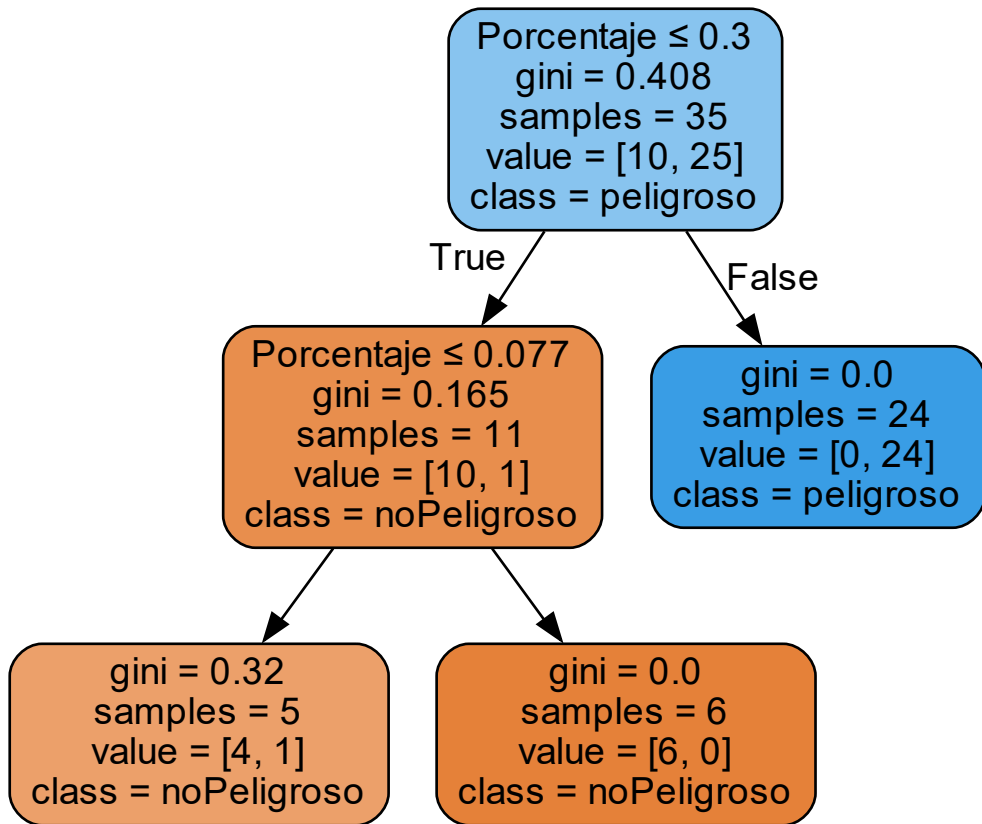 Porcentaje ≤ 0.3
gini = 0.408
samples = 35
value = [10, 25]
class = peligroso
True
False
Porcentaje ≤ 0.077
gini = 0.165
samples = 11
value = [10, 1]
class = noPeligroso
gini = 0.0
samples = 24
value = [0, 24]
class = peligroso
gini = 0.32
samples = 5
value = [4, 1]
class = noPeligroso
gini = 0.0
samples = 6
value = [6, 0]
class = noPeligroso